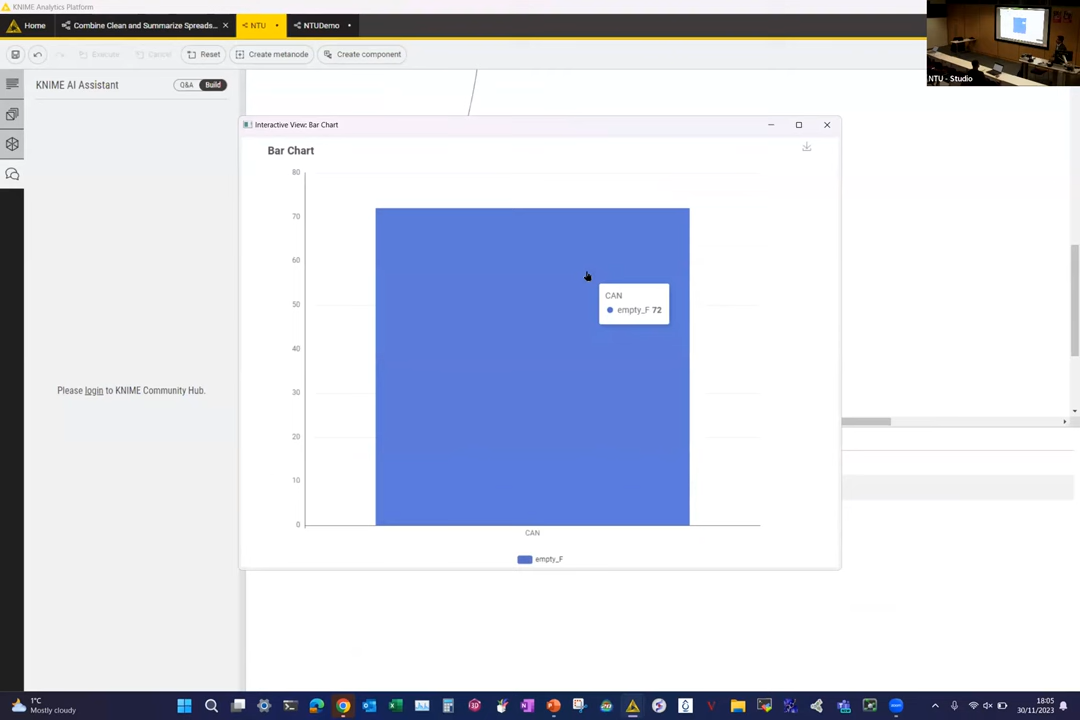 KNIME Analytics Platform
Home
Combine Clean and Summarize Spreads...
NTU
NTUDemo
Execute
Cancel
Reset
Create metanode
Create component
KNIME AI Assistant
Q&A
Build
Please login to KNIME Community Hub.
Interactive View: Bar Chart
Bar Chart
80
70
60
50
40
30
20
10
0
CAN
empty_F 72
CAN
empty_F
NTU - Studio
1°C
Mostly cloudy
18:05
30/11/2023